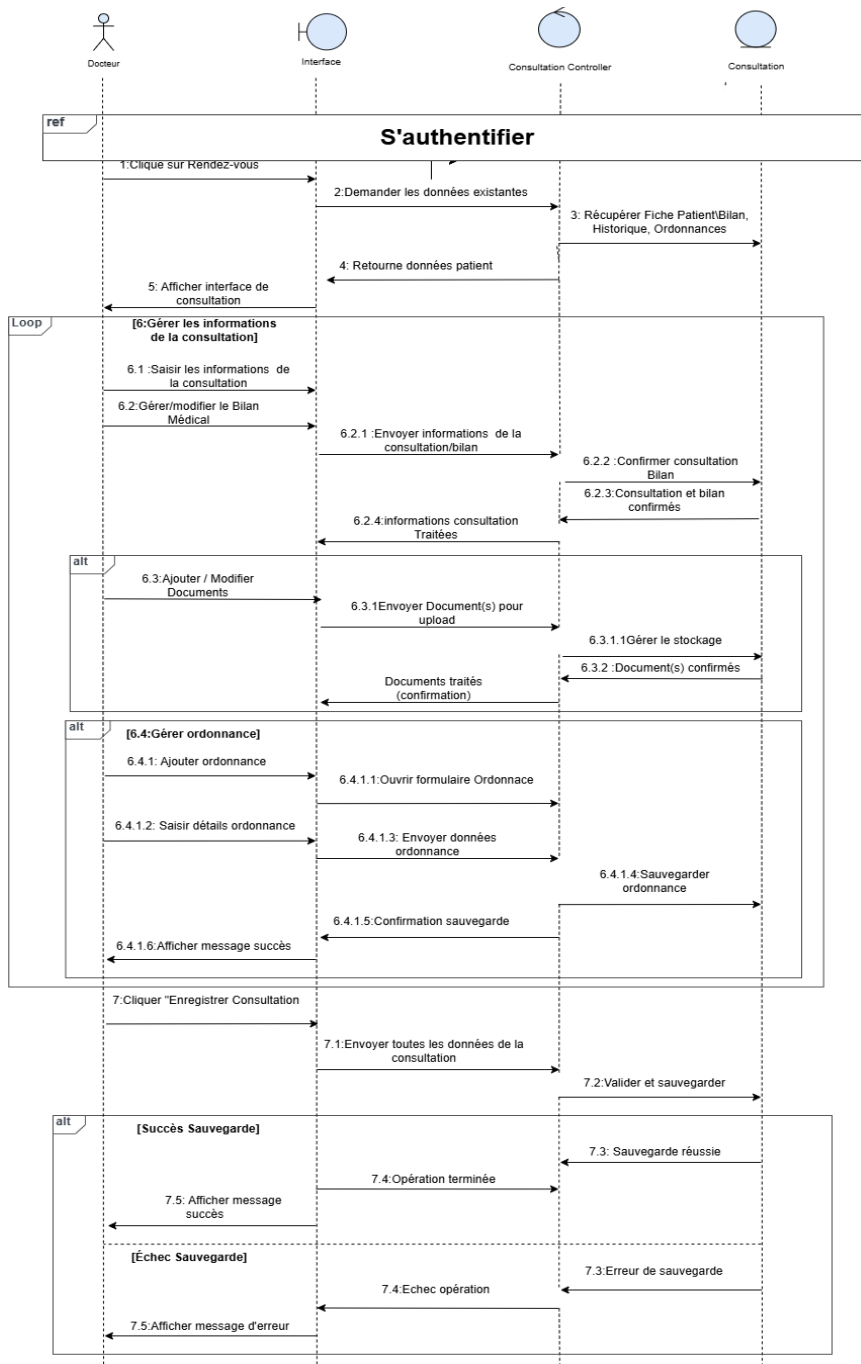 Docteur
Interface
Consultation Controller
Consultation
ref
S'authentifier
1:Clique sur Rendez-vous
2:Demander les données existantes
3: Récupérer Fiche Patient\Bilan,
Historique, Ordonnances
4: Retourne données patient
5: Afficher interface de
consultation
Loop
[6:Gérer les informations
de la consultation]
6.1 :Saisir les informations de
la consultation
6.2:Gérer/modifier le Bilan
Médical
6.2.1 :Envoyer informations de la
consultation/bilan
6.2.2 :Confirmer consultation
Bilan
6.2.3:Consultation et bilan
confirmés
6.2.4:informations consultation
Traitées
alt
6.3:Ajouter / Modifier
Documents
6.3.1Envoyer Document(s) pour
upload
6.3.1.1Gérer le stockage
6.3.2 :Document(s) confirmés
Documents traités
(confirmation)
alt
[6.4:Gérer ordonnance]
6.4.1: Ajouter ordonnance
6.4.1.1:Ouvrir formulaire Ordonnace
6.4.1.2: Saisir détails ordonnance
6.4.1.3: Envoyer données
ordonnance
6.4.1.4:Sauvegarder
ordonnance
6.4.1.5:Confirmation sauvegarde
6.4.1.6:Afficher message succès
7:Cliquer "Enregistrer Consultation
7.1:Envoyer toutes les données de la
consultation
7.2:Valider et sauvegarder
alt
[Succès Sauvegarde]
7.3: Sauvegarde réussie
7.4:Opération terminée
7.5: Afficher message
succès
[Échec Sauvegarde]
7.3:Erreur de sauvegarde
7.4:Echec opération
7.5:Afficher message d'erreur